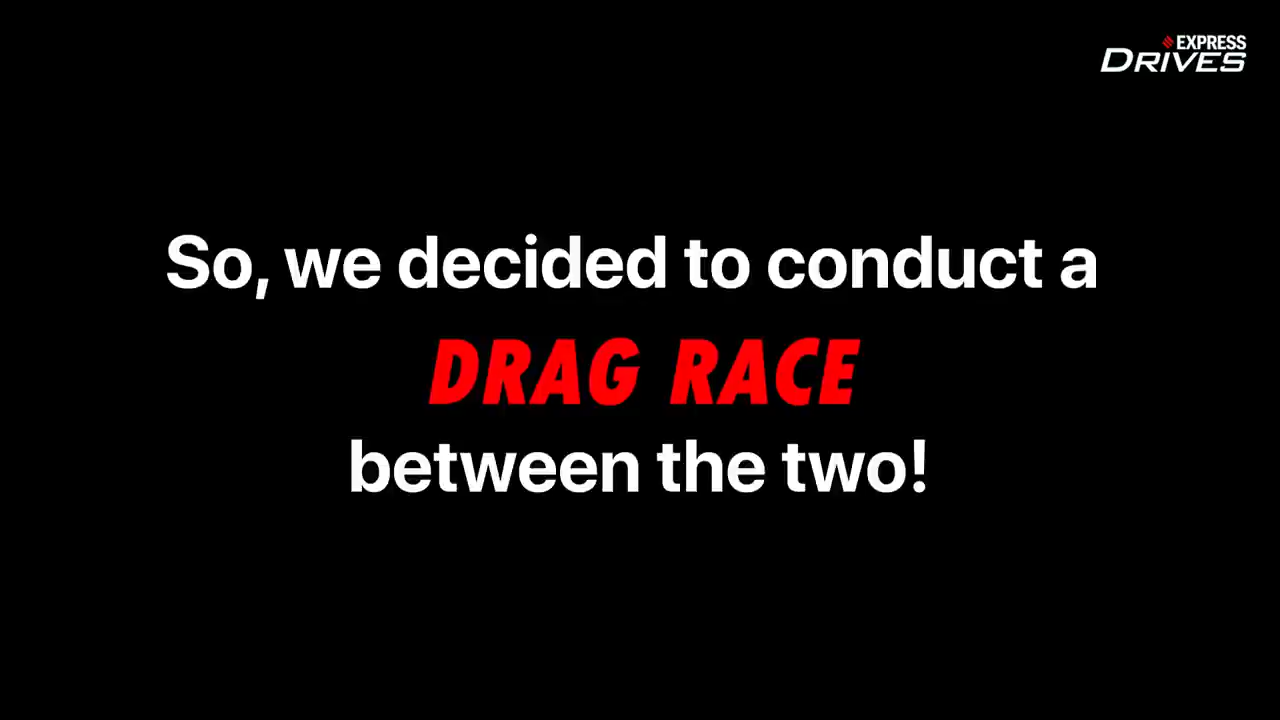 EXPRESS
DRIVES
So, we decided to conduct a
DRAG RACE
between the two!